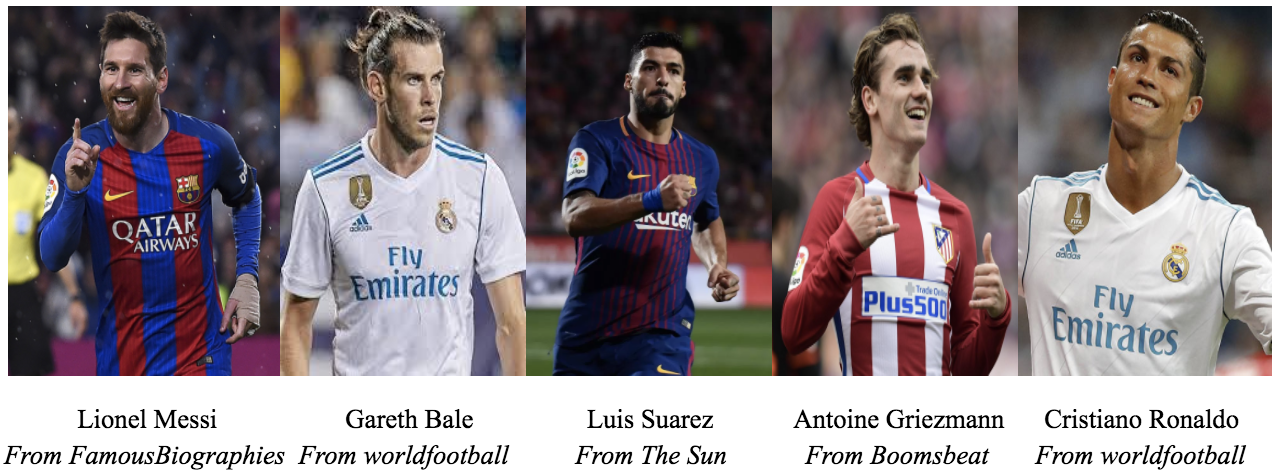 QATAR
AIRWAYS
Fly
Emirates
adidas
Rakuten
Trade Online
Plus500
FIFA
adidas
Fly
Emirates
Lionel Messi
Gareth Bale
Luis Suarez
Antoine Griezmann
Cristiano Ronaldo
From FamousBiographies
From worldfootball
From The Sun
From Boomsbeat
From worldfootball